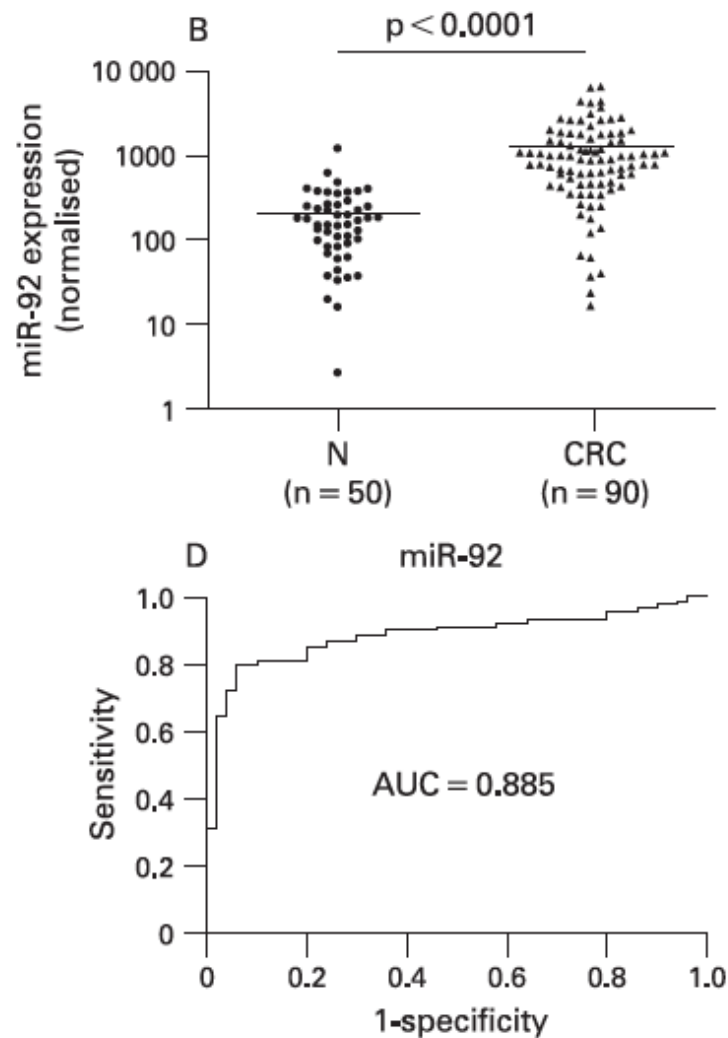 B
p < 0.0001
10 000
1000
100
10
1
miR-92 expression
(normalised)
N
(n = 50)
CRC
(n = 90)
D
miR-92
1.0
0.8
0.6
0.4
0.2
0
Sensitivity
AUC = 0.885
0
0.2
0.4
0.6
0.8
1.0
1-specificity